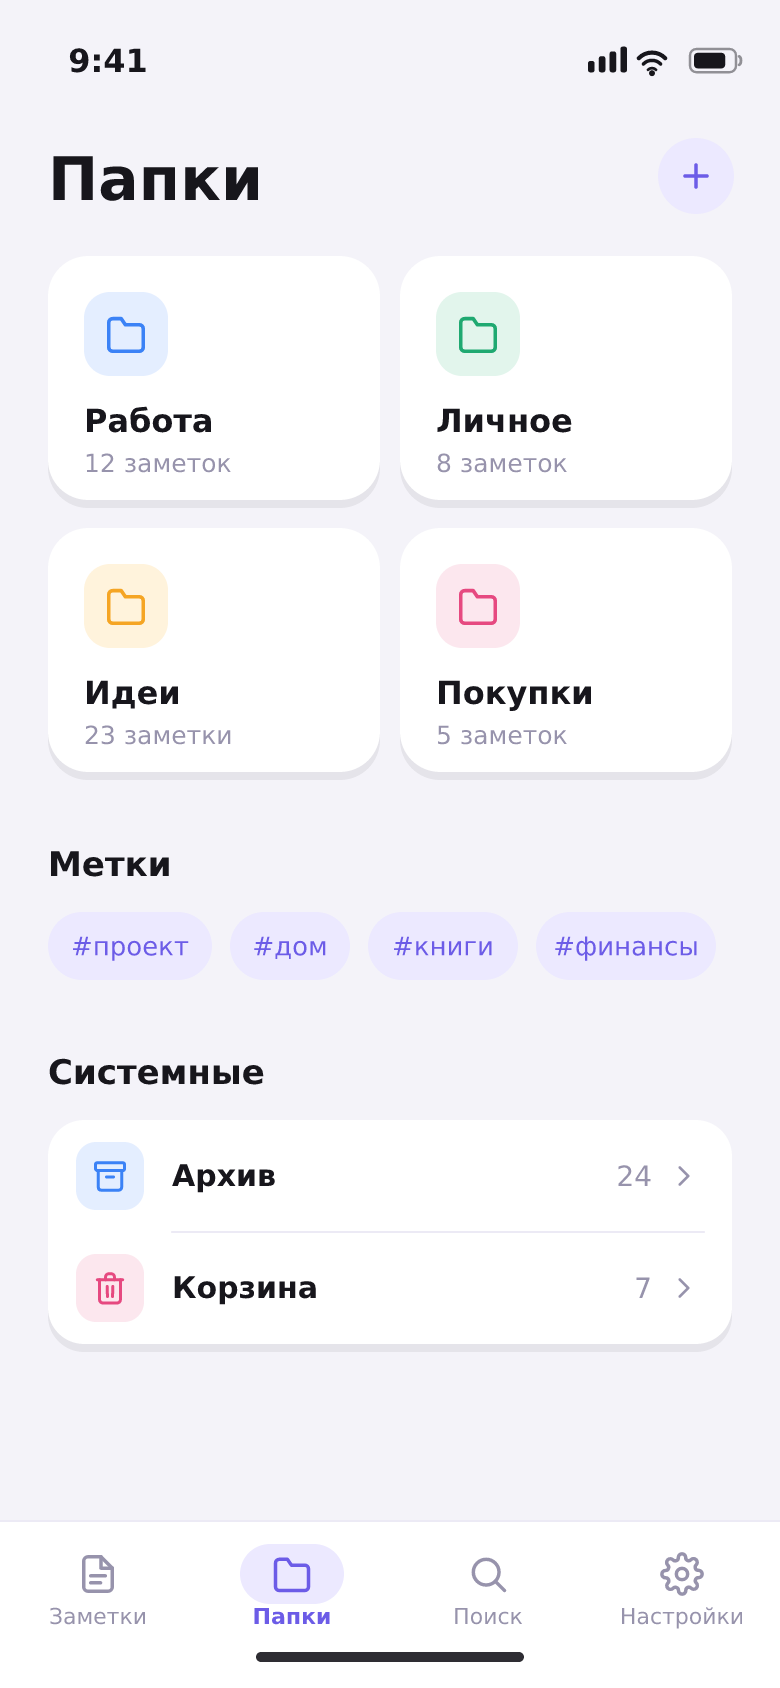 9:41
Папки
Работа
12 заметок
Личное
8 заметок
Идеи
23 заметки
Покупки
5 заметок
Метки
#проект #дом #книги #финансы
Системные
Архив 24
Корзина 7
Заметки Папки Поиск Настройки